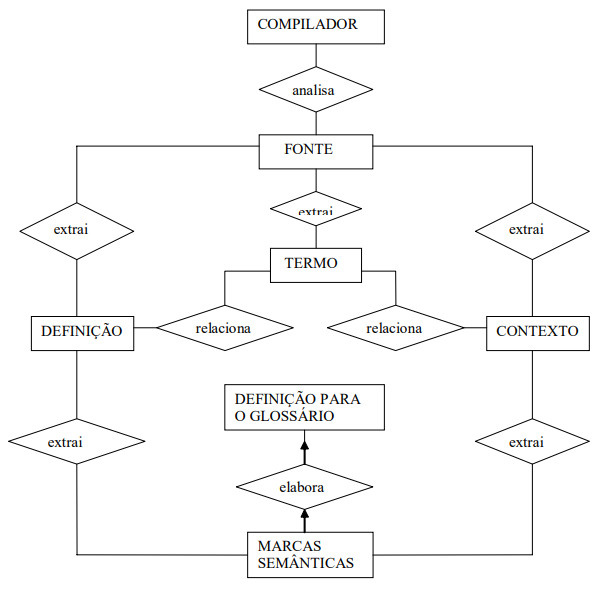 COMPILADOR
analisa
FONTE
extrai
extrai
extrai
TERMO
DEFINIÇÃO
relaciona
relaciona
CONTEXTO
DEFINIÇÃO PARA
O GLOSSÁRIO
extrai
extrai
elabora
MARCAS
SEMÂNTICAS